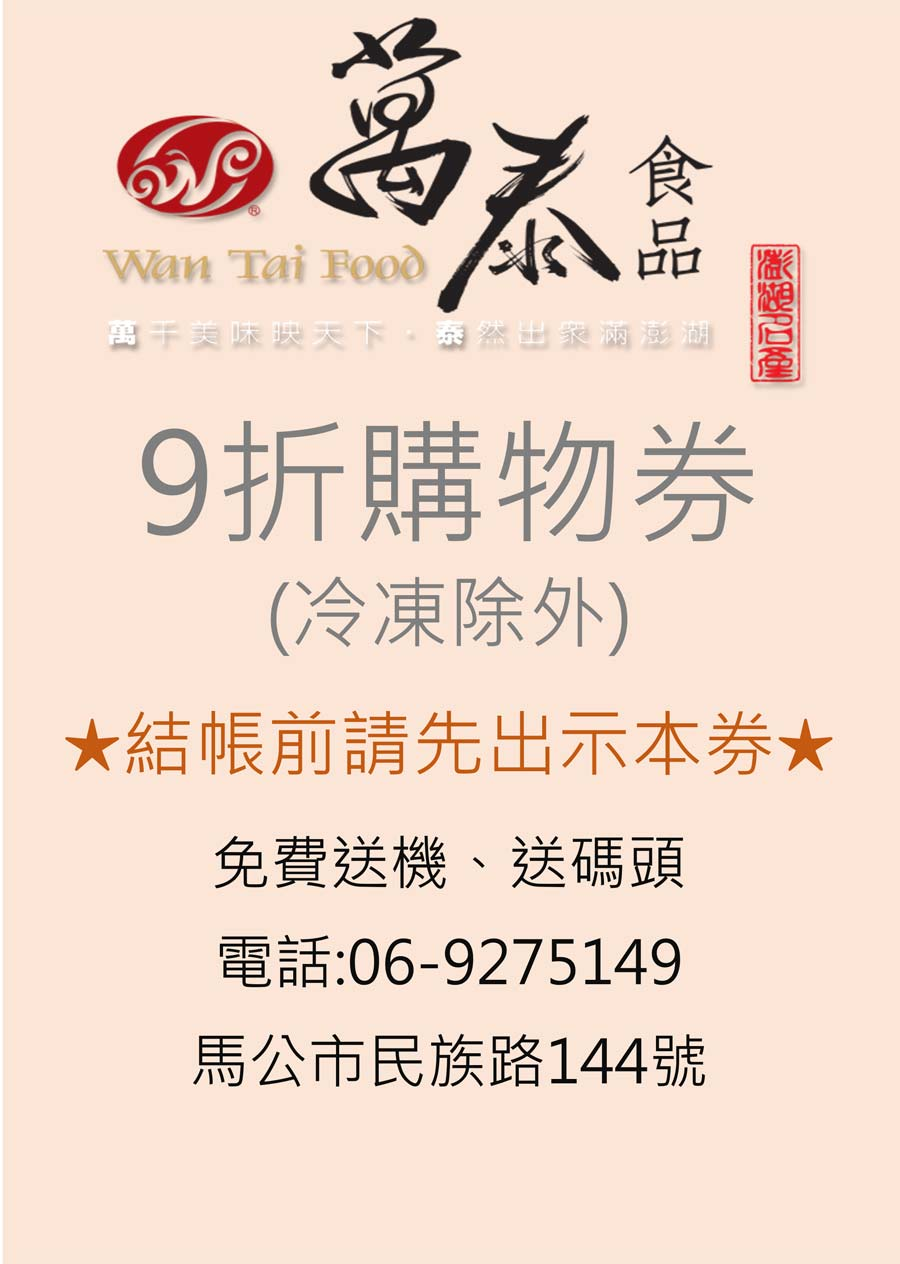 萬泰食品
®
Wan Tai Food
澎湖名產
萬千美味映天下·泰然出衆滿澎湖
9折購物券
(冷凍除外)
★結帳前請先出示本券★
免費送機、送碼頭
電話:06-9275149
馬公市民族路144號